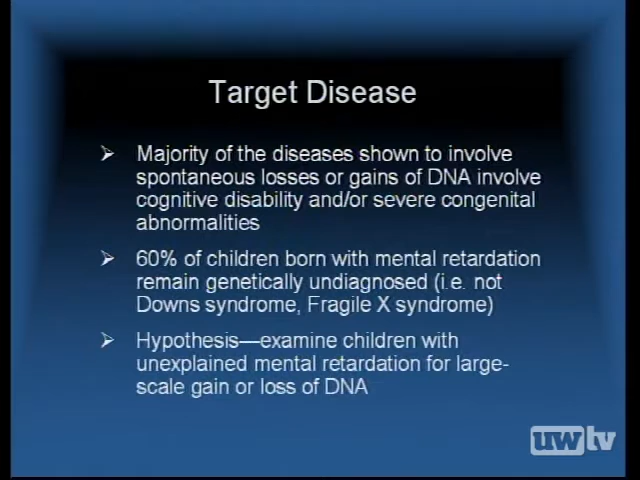 Target Disease
Majority of the diseases shown to involve
spontaneous losses or gains of DNA involve
cognitive disability and/or severe congenital
abnormalities
60% of children born with mental retardation
remain genetically undiagnosed (i.e. not
Downs syndrome, Fragile X syndrome)
Hypothesis—examine children with
unexplained mental retardation for large-
scale gain or loss of DNA
uwtv